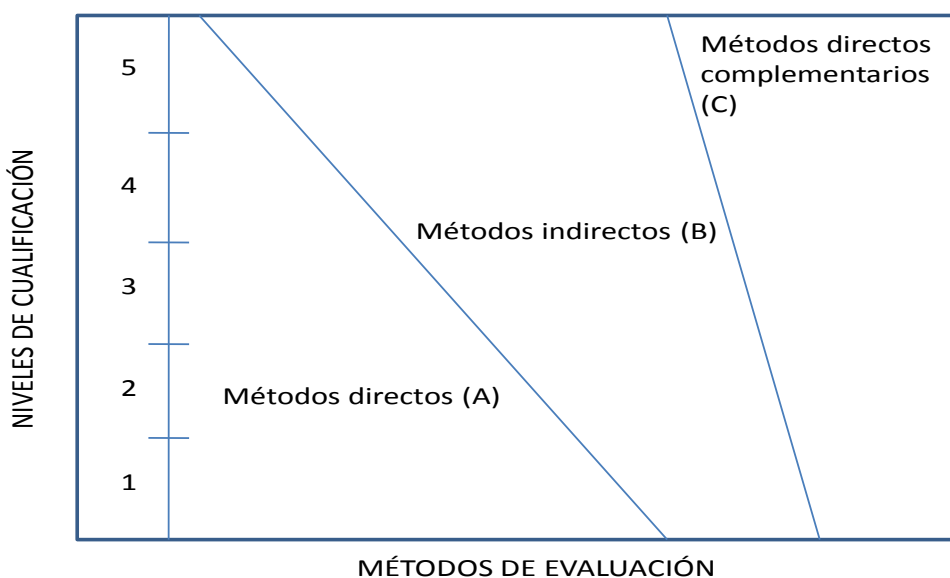 Métodos directos
complementarios
(C)
5
4
Métodos indirectos (B)
3
2
Métodos directos (A)
1
NIVELES DE CUALIFICACIÓN
MÉTODOS DE EVALUACIÓN